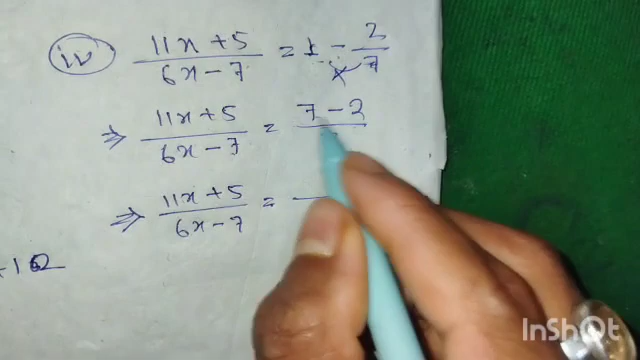 iv) 11x + 5 / 6x - 7 = 1 - 2 / 7
⇒ 11x + 5 / 6x - 7 = 7 - 2
⇒ 11x + 5 / 6x - 7 =
+10
InShOt